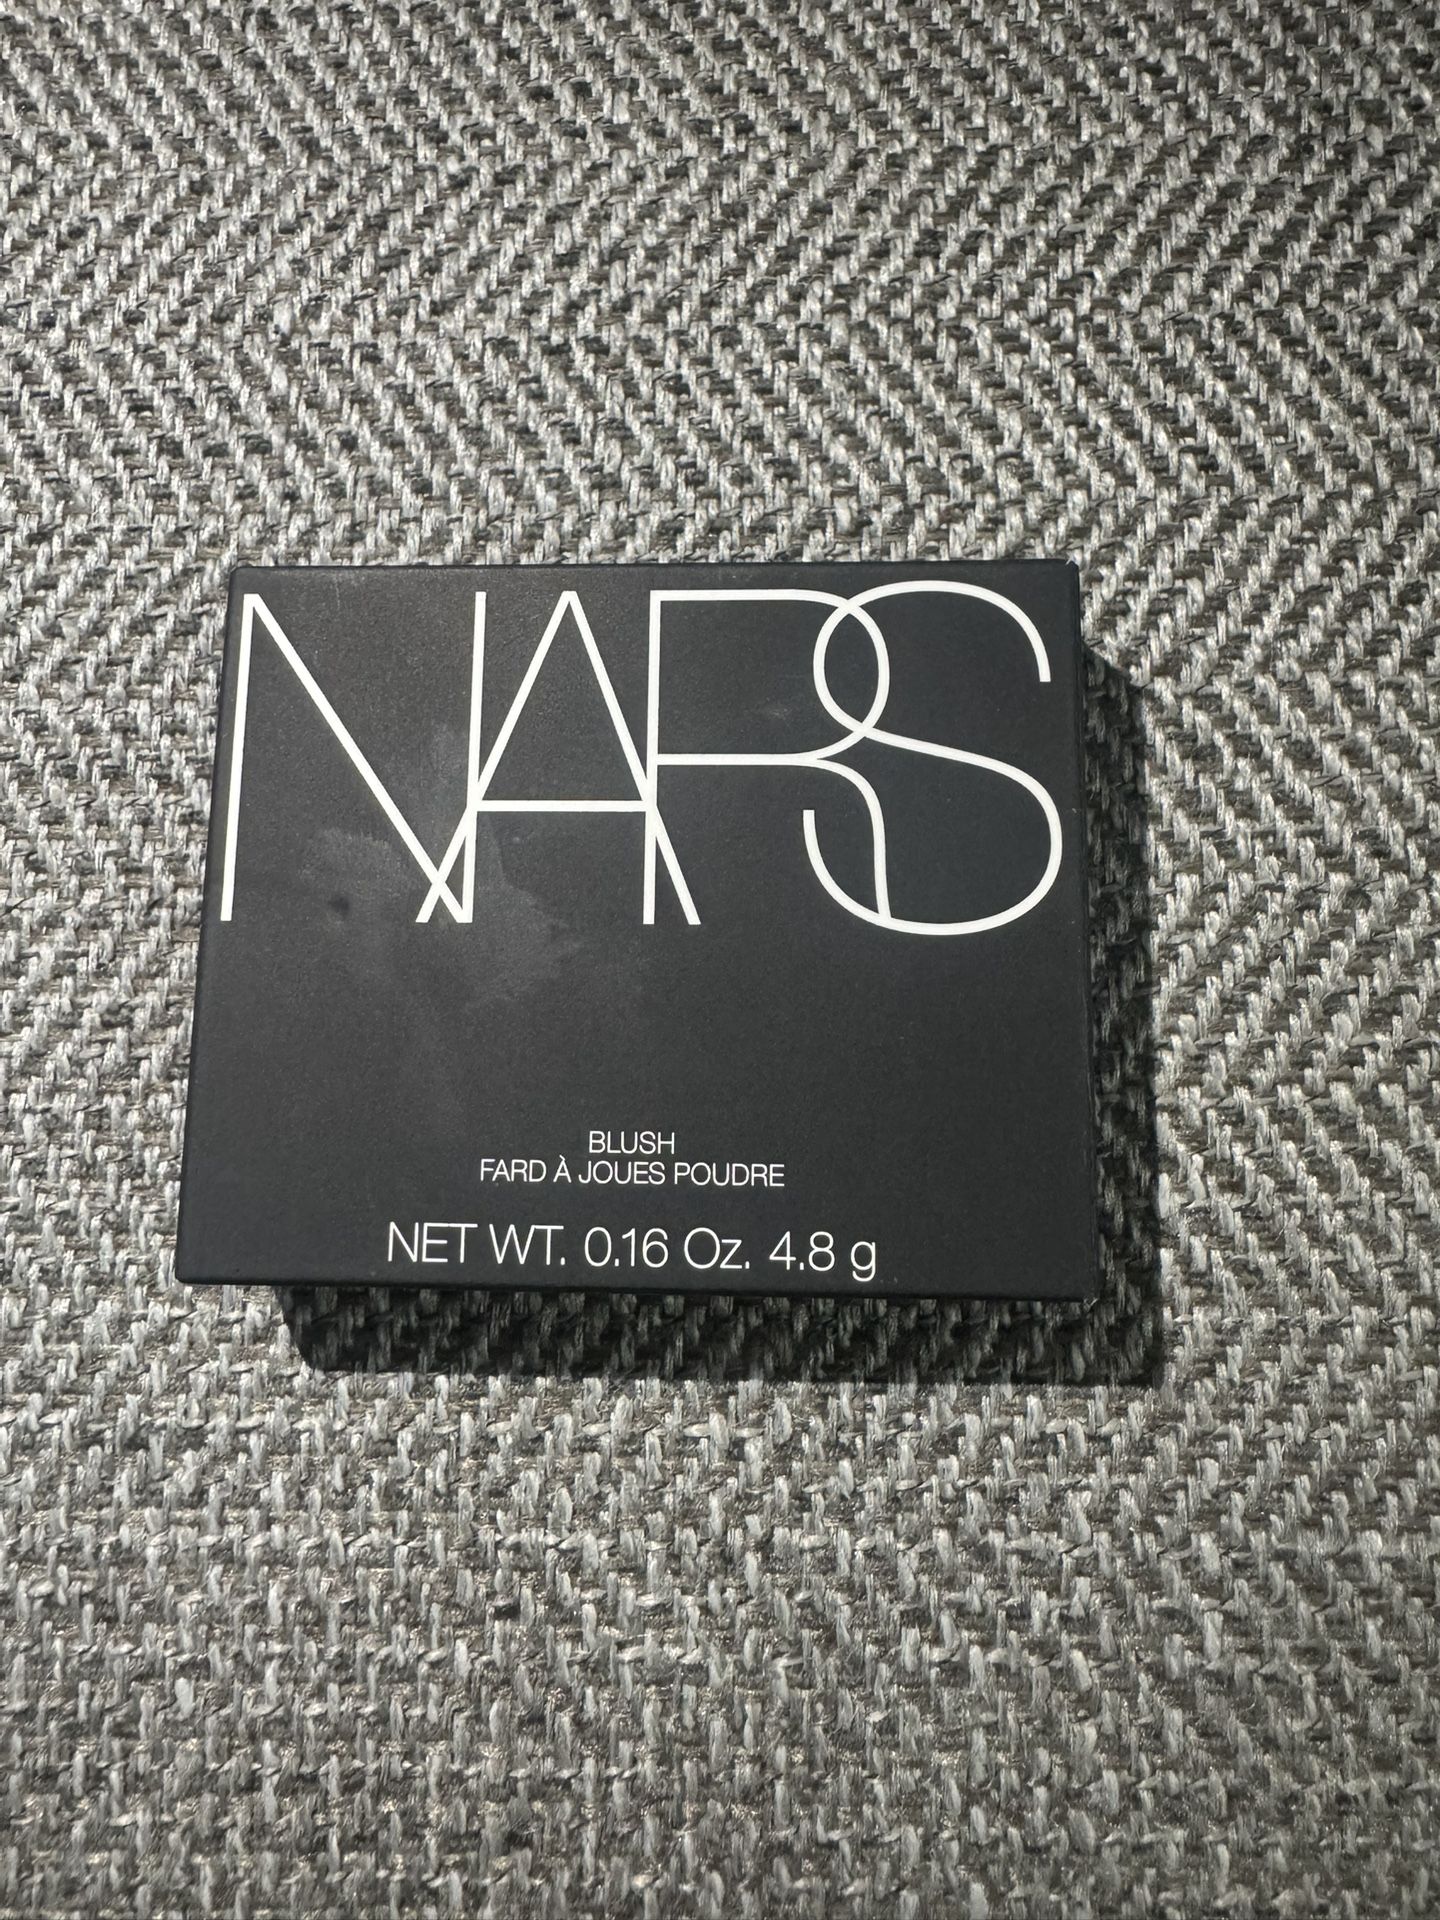 NARS
BLUSH
FARD À JOUES POUDRE
NET WT. 0.16 Oz. 4.8 g